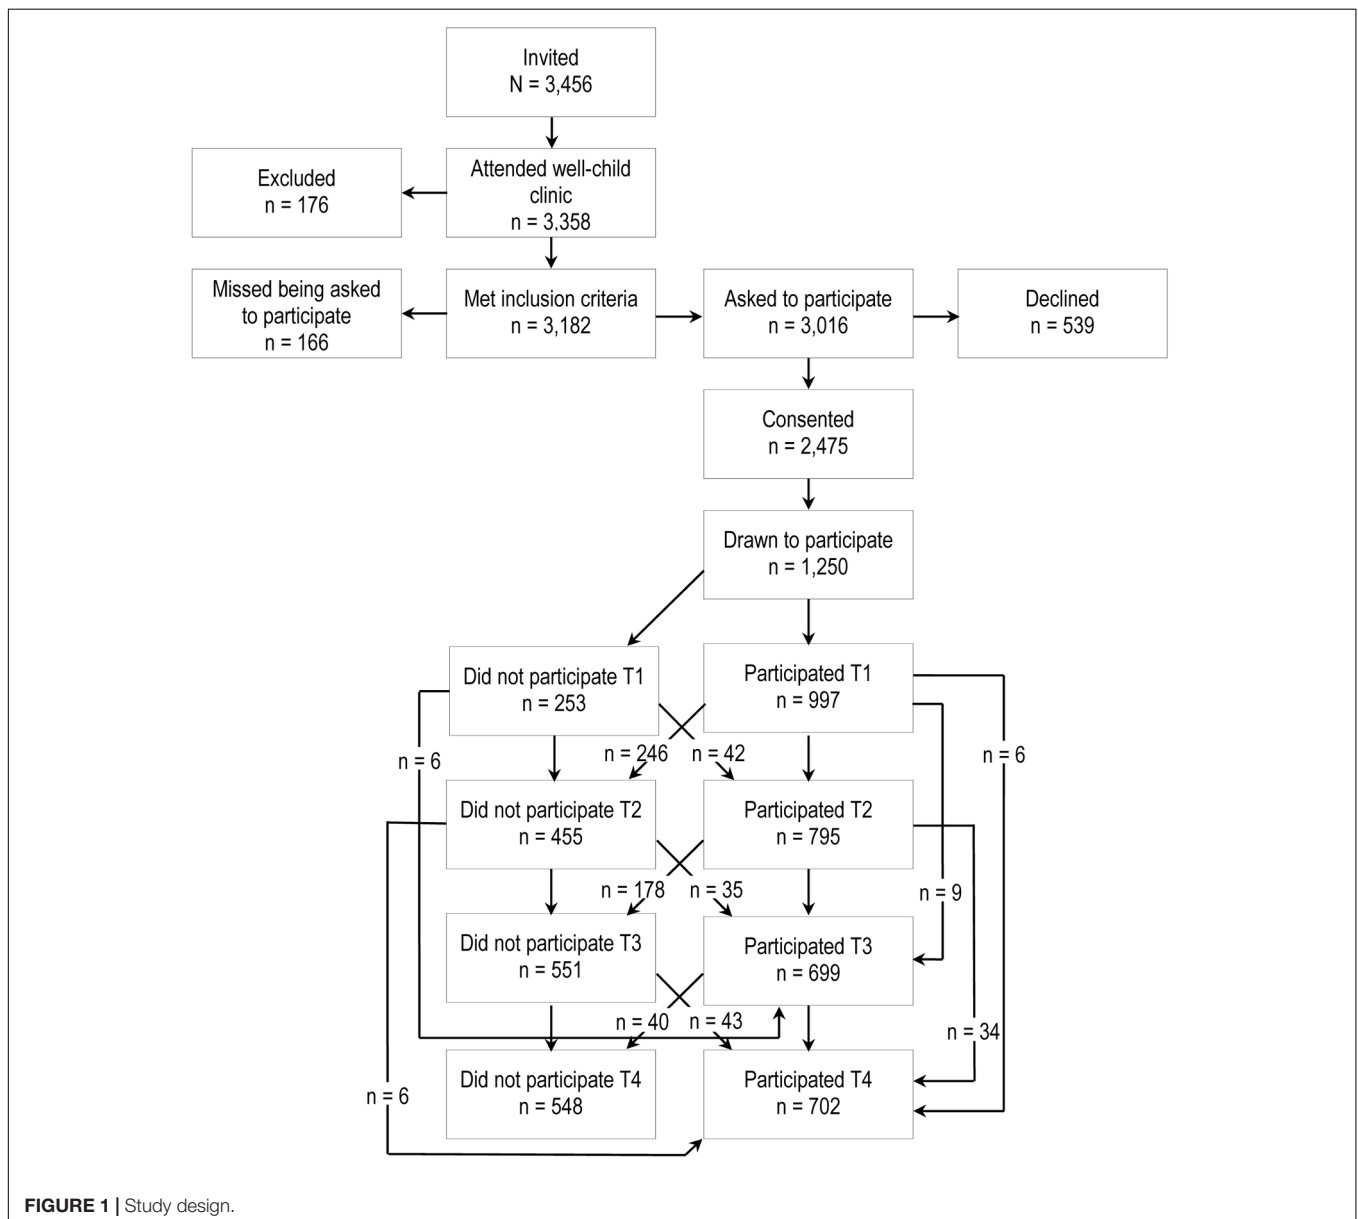 Invited
N = 3,456
Attended well-child
clinic
n = 3,358
Excluded
n = 176
Missed being asked
to participate
n = 166
Met inclusion criteria
n = 3,182
Asked to participate
n = 3,016
Declined
n = 539
Consented
n = 2,475
Drawn to participate
n = 1,250
Did not participate T1
n = 253
Participated T1
n = 997
n = 6
n = 246
n = 42
n = 6
Did not participate T2
n = 455
Participated T2
n = 795
n = 178
n = 35
n = 9
Did not participate T3
n = 551
Participated T3
n = 699
n = 40
n = 43
n = 34
Did not participate T4
n = 548
Participated T4
n = 702
n = 6
FIGURE 1 | Study design.